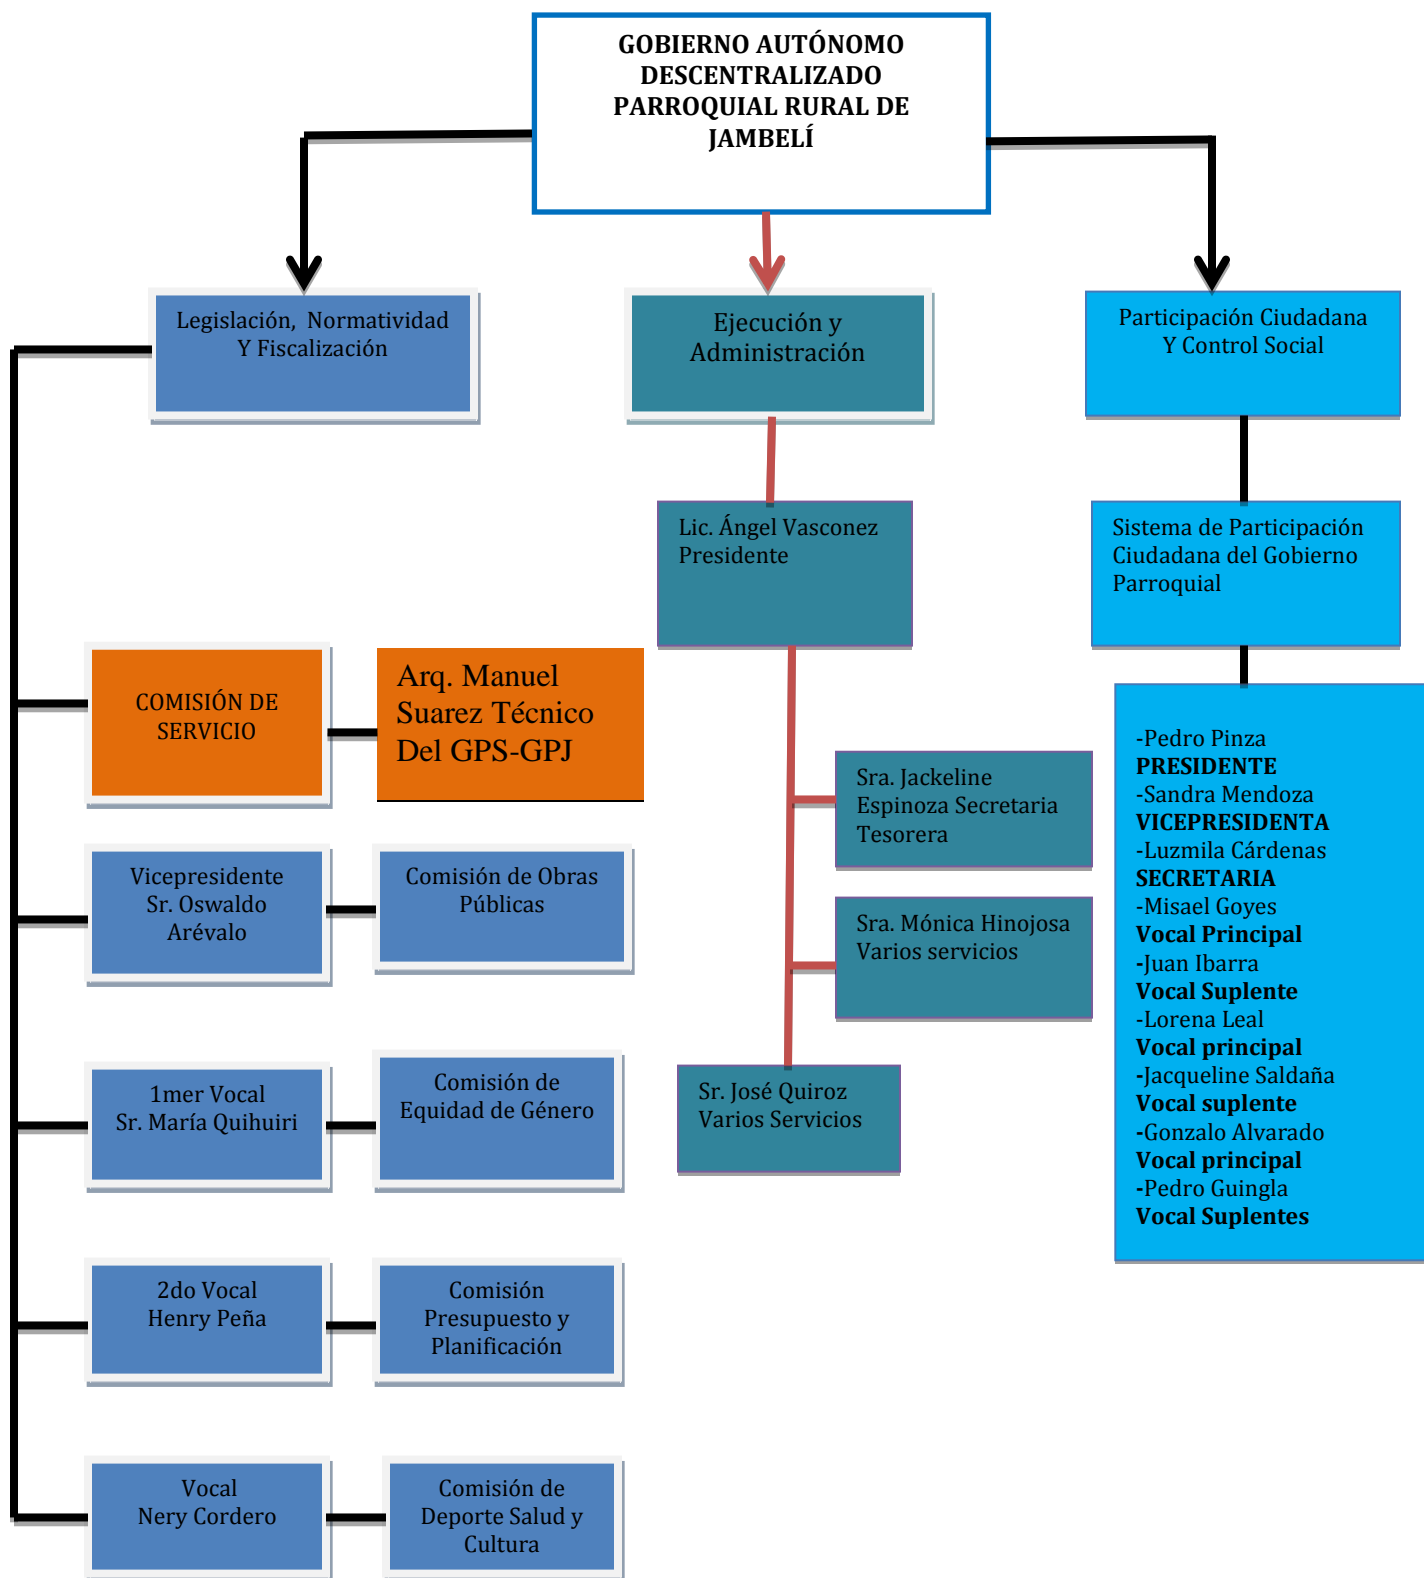 GOBIERNO AUTÓNOMO
DESCENTRALIZADO
PARROQUIAL RURAL DE
JAMBELÍ
Legislación,  Normatividad
Y Fiscalización
Ejecución y
Administración
Participación Ciudadana
Y Control Social
Lic. Ángel Vasconez
Presidente
Sistema de Participación
Ciudadana del Gobierno
Parroquial
COMISIÓN DE
SERVICIO
Arq. Manuel
Suarez Técnico
Del GPS-GPJ
Vicepresidente
Sr. Oswaldo
Arévalo
Comisión de Obras
Públicas
1mer Vocal
Sr. María Quihuiri
Comisión de
Equidad de Género
2do Vocal
Henry Peña
Comisión
Presupuesto y
Planificación
Vocal
Nery Cordero
Comisión de
Deporte Salud y
Cultura
Sra. Jackeline
Espinoza Secretaria
Tesorera
Sra. Mónica Hinojosa
Varios servicios
Sr. José Quiroz
Varios Servicios
-Pedro Pinza
PRESIDENTE
-Sandra Mendoza
VICEPRESIDENTA
-Luzmila Cárdenas
SECRETARIA
-Misael Goyes
Vocal Principal
-Juan Ibarra
Vocal Suplente
-Lorena Leal
Vocal principal
-Jacqueline Saldaña
Vocal suplente
-Gonzalo Alvarado
Vocal principal
-Pedro Guingla
Vocal Suplentes